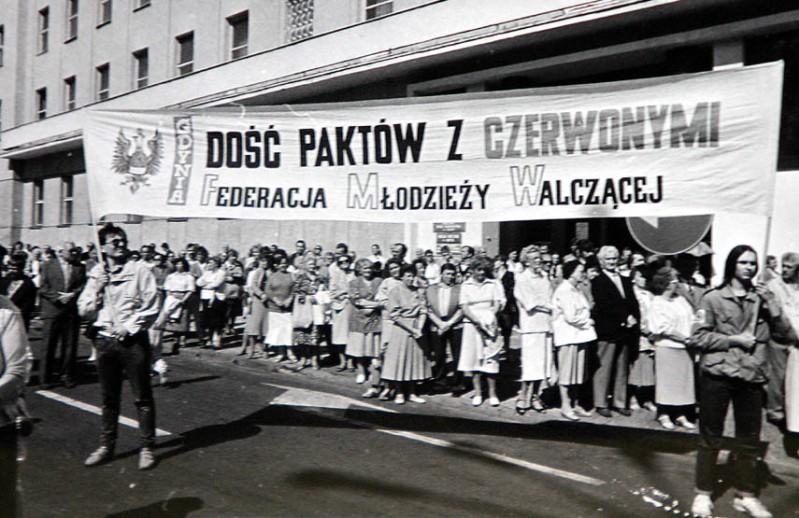 GDYNIA
DOŚĆ PAKTÓW Z CZERWONYMI
FEDERACJA MŁODZIEŻY WALCZĄCEJ